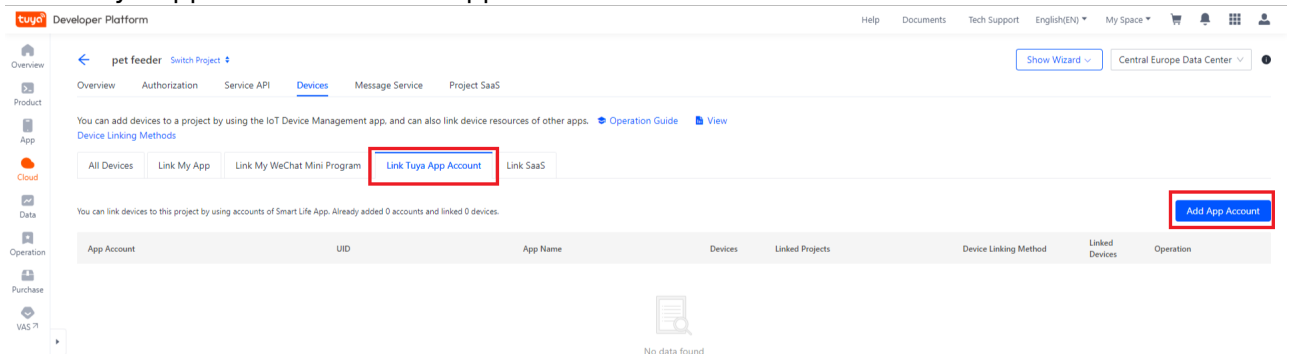 tuya Developer Platform
Help Documents Tech Support English(EN) My Space
Overview
Product
App
Cloud
Data
Operation
Purchase
VAS
pet feeder Switch Project
Show Wizard
Central Europe Data Center
Overview Authorization Service API Devices Message Service Project SaaS
You can add devices to a project by using the IoT Device Management app, and can also link device resources of other apps. Operation Guide View
Device Linking Methods
All Devices Link My App Link My WeChat Mini Program Link Tuya App Account Link SaaS
You can link devices to this project by using accounts of Smart Life App. Already added 0 accounts and linked 0 devices.
Add App Account
App Account UID App Name Devices Linked Projects Device Linking Method Linked Devices Operation
No data found